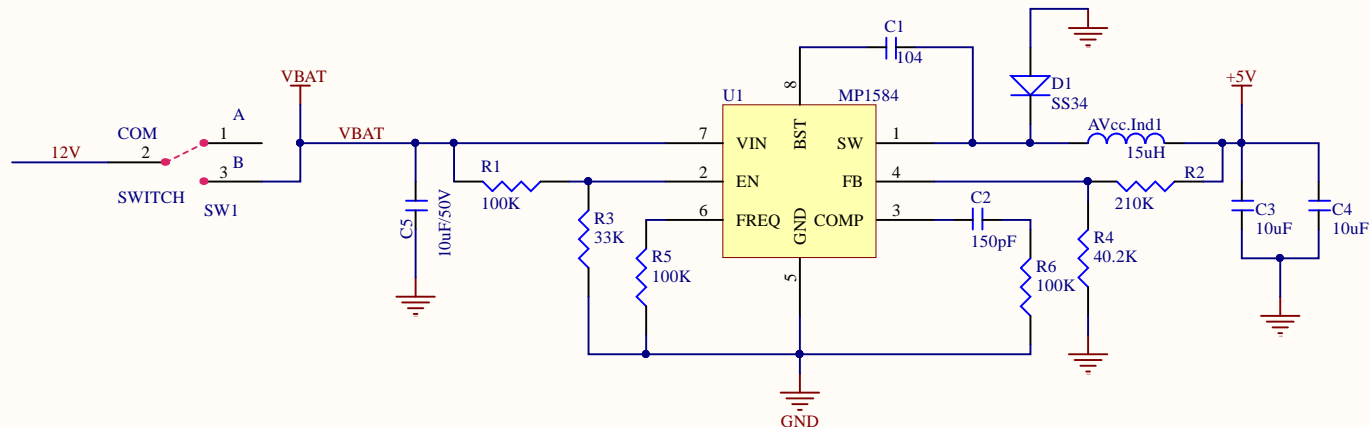 VBAT
C1
104
D1
SS34
+5V
U1
MP1584
8
A
COM
1
12V
2
B
3
SWITCH
SW1
VBAT
7
VIN
BST
SW
1
AVcc.Ind1
15uH
R1
100K
2
EN
FB
4
R2
210K
C5
10uF/50V
R3
33K
6
FREQ
GND
COMP
3
C2
150pF
R5
100K
5
R6
100K
R4
40.2K
C3
10uF
C4
10uF
GND